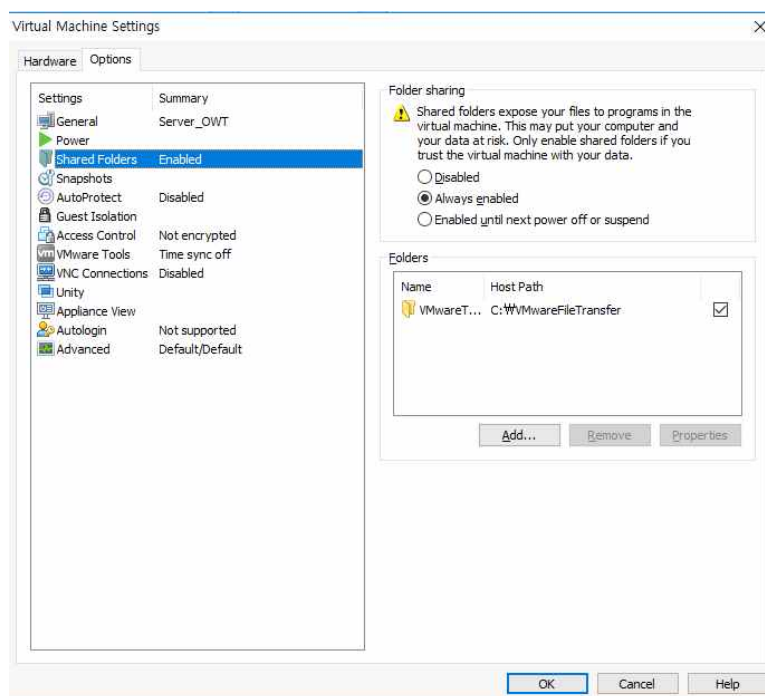 Virtual Machine Settings
Hardware Options
Settings Summary
General Server_OWT
Power
Shared Folders Enabled
Snapshots
AutoProtect Disabled
Guest Isolation
Access Control Not encrypted
VMware Tools Time sync off
VNC Connections Disabled
Unity
Appliance View
Autologin Not supported
Advanced Default/Default
Folder sharing
Shared folders expose your files to programs in the
virtual machine. This may put your computer and
your data at risk. Only enable shared folders if you
trust the virtual machine with your data.
Disabled
Always enabled
Enabled until next power off or suspend
Folders
Name Host Path
VMwareT... C:₩VMwareFileTransfer
Add... Remove Properties
OK Cancel Help